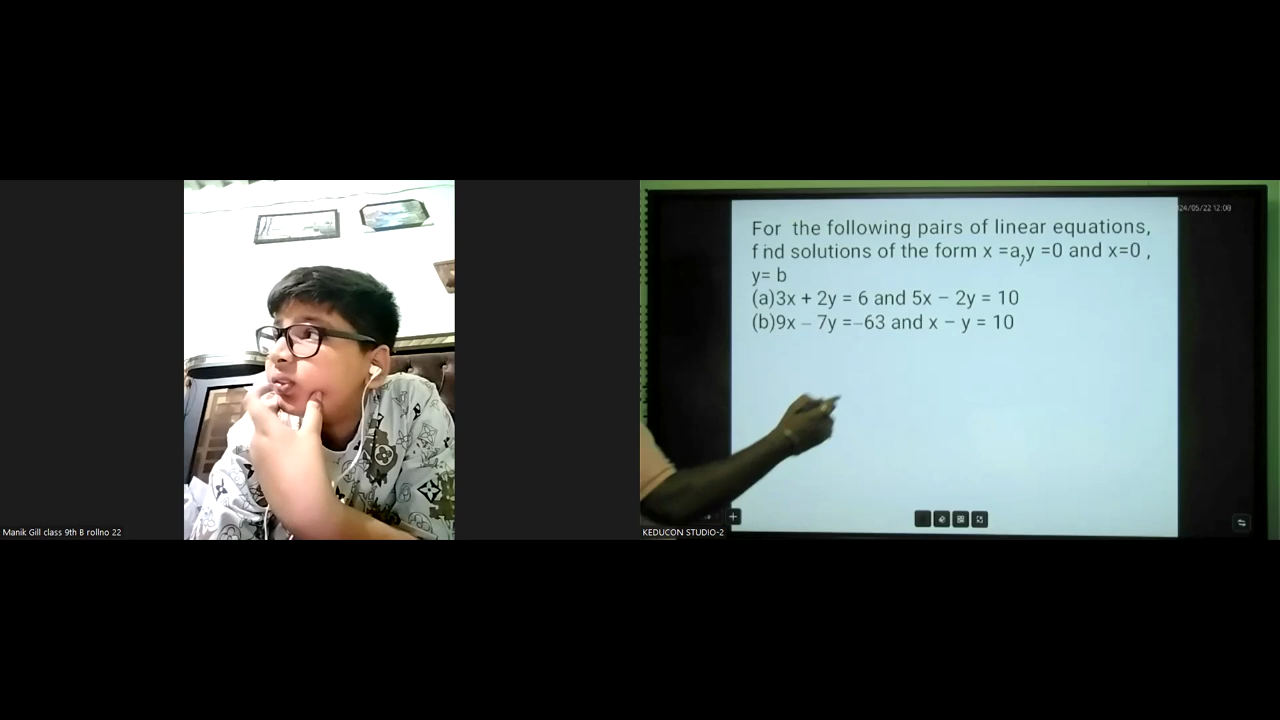 For the following pairs of linear equations,
f nd solutions of the form x =a,y =0 and x=0 ,
y= b
(a)3x + 2y = 6 and 5x − 2y = 10
(b)9x − 7y =−63 and x − y = 10
24/05/22 12:08
Manik Gill class 9th B rollno 22
KEDUCON STUDIO-2